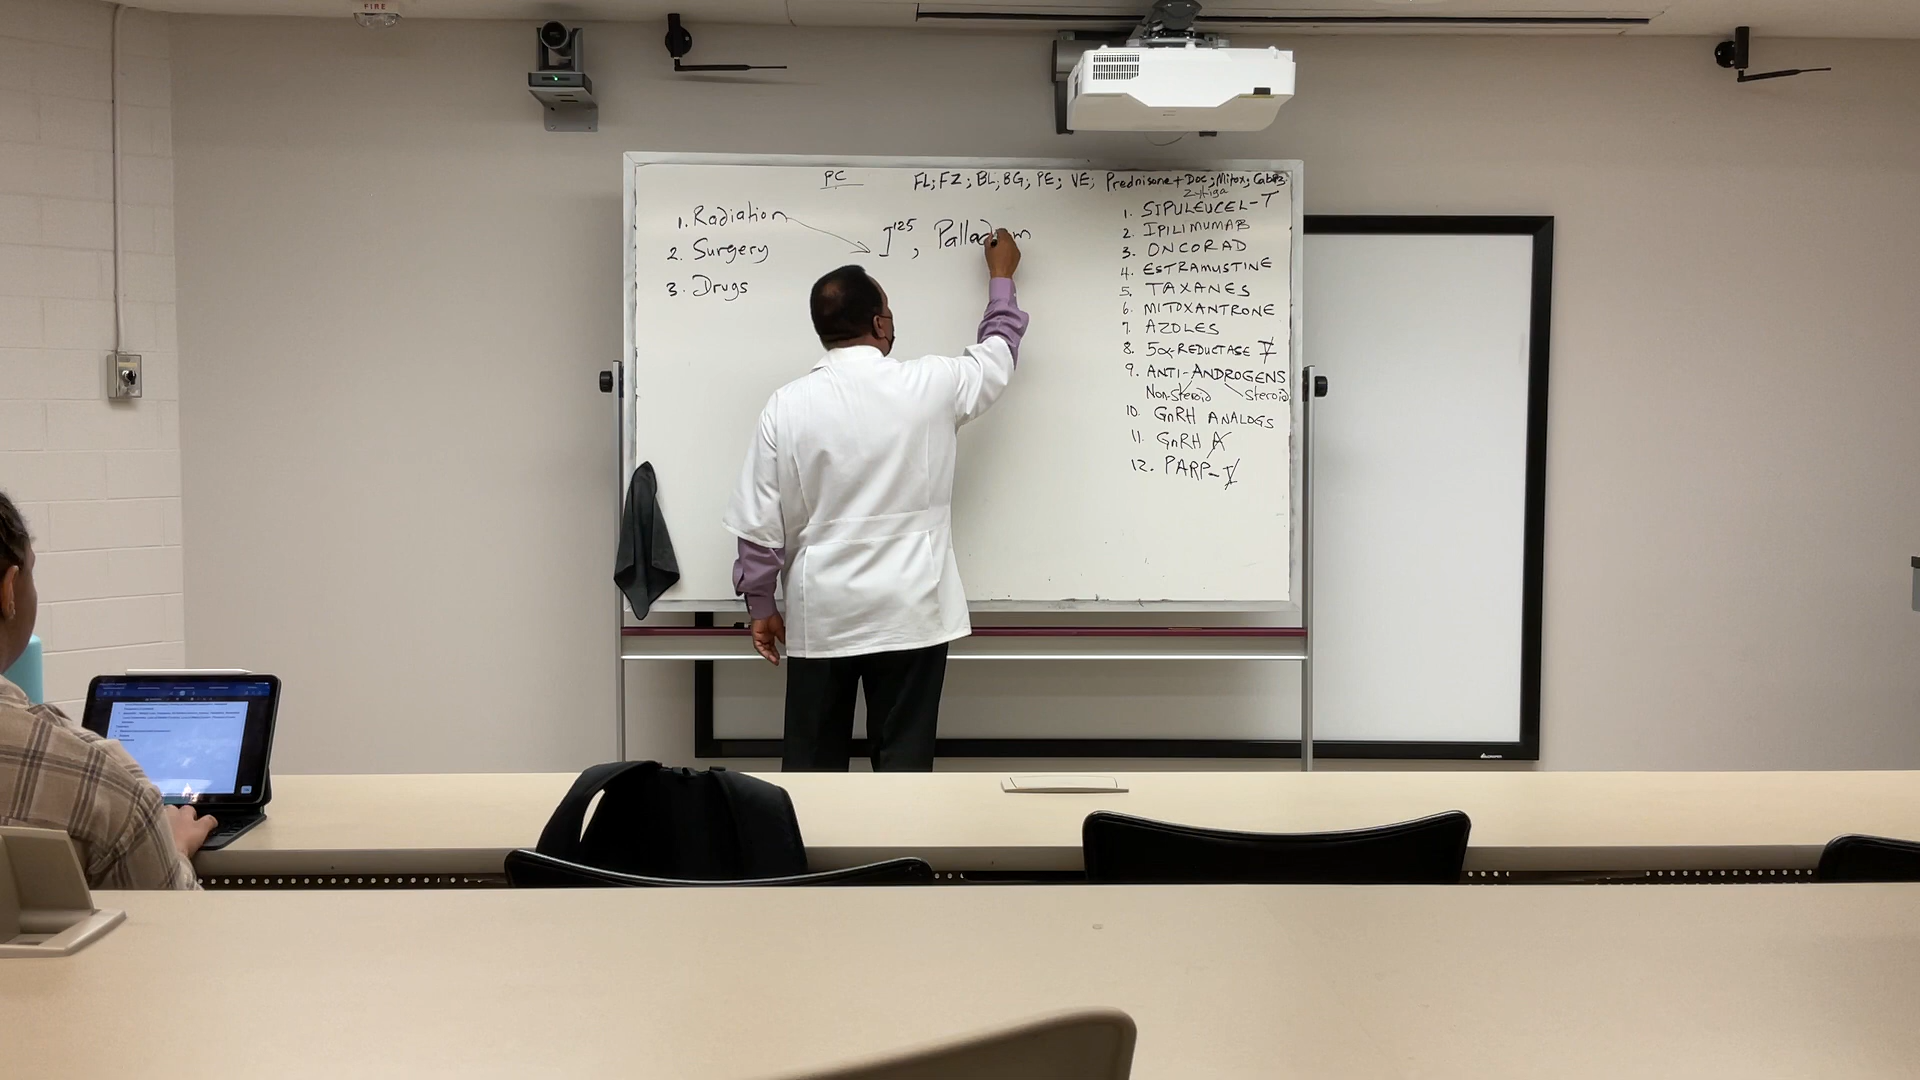 FIRE
PC
FL; FZ; BL; BG; PE; VE; Prednisone + Doc; Mitox; Cabaz
Zytiga
1. Radiation
2. Surgery
3. Drugs
I125, Palladium
1. SIPULEUCEL-T
2. IPILIMUMAB
3. ONCORAD
4. ESTRAMUSTINE
5. TAXANES
6. MITOXANTRONE
7. AZOLES
8. 5α-REDUCTASE I
9. ANTI-ANDROGENS
Non-Steroid Steroid
10. GnRH ANALOGS
11. GnRH A
12. PARP-I